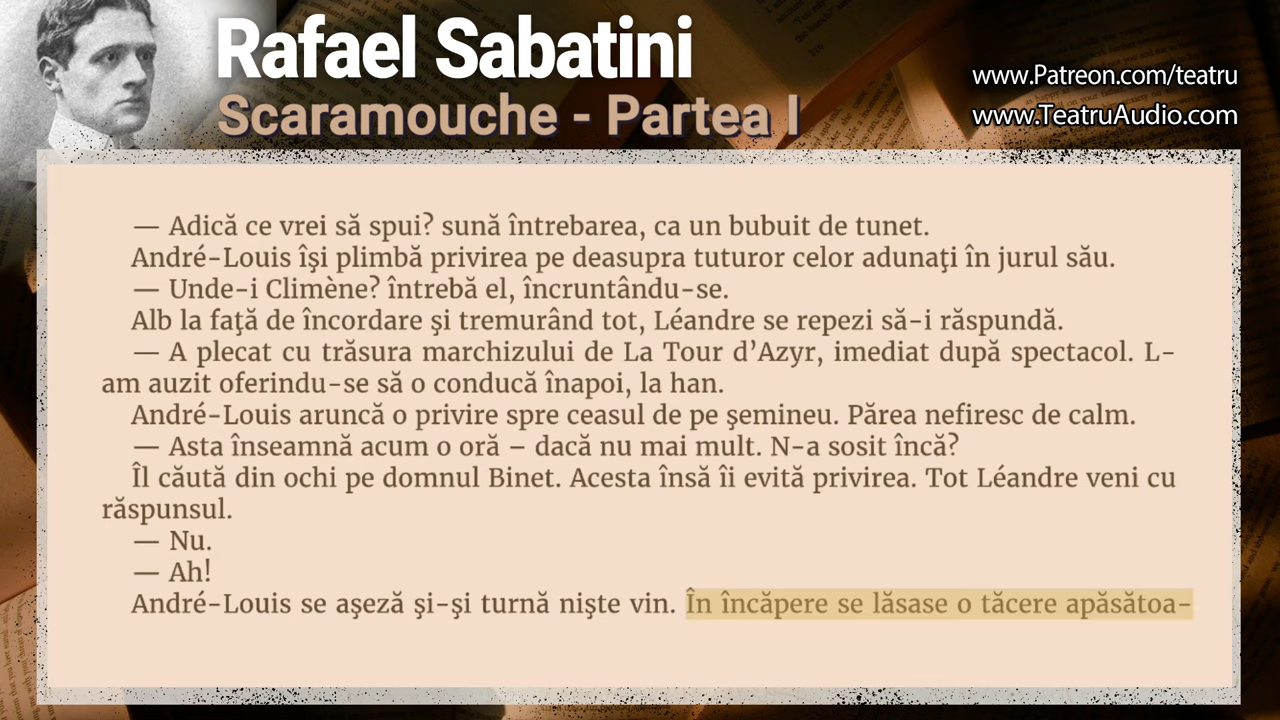 Rafael Sabatini
Scaramouche - Partea I
www.Patreon.com/teatru
www.TeatruAudio.com
— Adică ce vrei să spui? sună întrebarea, ca un bubuit de tunet.
André-Louis îşi plimbă privirea pe deasupra tuturor celor adunaţi în jurul său.
— Unde-i Climène? întrebă el, încruntându-se.
Alb la faţă de încordare şi tremurând tot, Léandre se repezi să-i răspundă.
— A plecat cu trăsura marchizului de La Tour d’Azyr, imediat după spectacol. L-
am auzit oferindu-se să o conducă înapoi, la han.
André-Louis aruncă o privire spre ceasul de pe şemineu. Părea nefiresc de calm.
— Asta înseamnă acum o oră – dacă nu mai mult. N-a sosit încă?
Îl căută din ochi pe domnul Binet. Acesta însă îi evită privirea. Tot Léandre veni cu
răspunsul.
— Nu.
— Ah!
André-Louis se aşeză şi-şi turnă nişte vin. În încăpere se lăsase o tăcere apăsătoa-